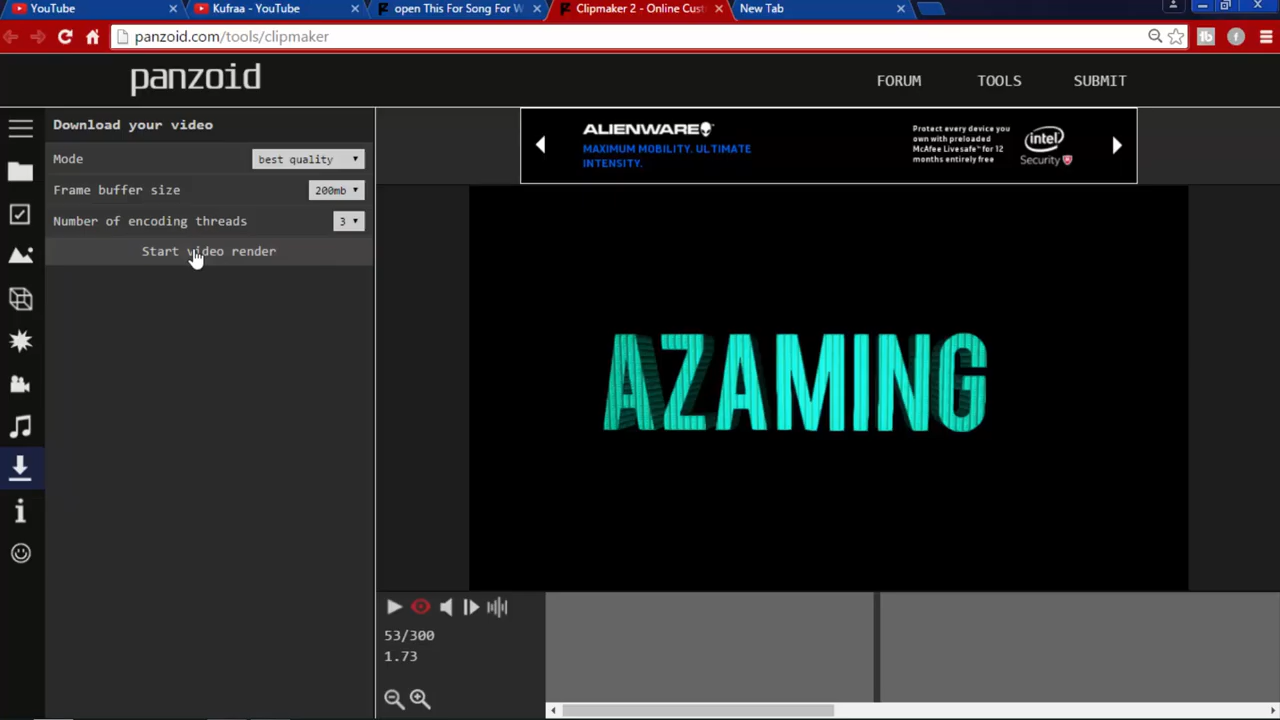 YouTube
Kufraa - YouTube
open This For Song For W
Clipmaker 2 - Online Cust
New Tab
panzoid.com/tools/clipmaker
panzoid
FORUM
TOOLS
SUBMIT
Download your video
Mode
best quality
Frame buffer size
200mb
Number of encoding threads
3
Start video render
ALIENWARE
MAXIMUM MOBILITY. ULTIMATE
INTENSITY.
Protect every device you
own with preloaded
McAfee Livesafe™ for 12
months entirely free
intel
Security
AZAMING
53/300
1.73